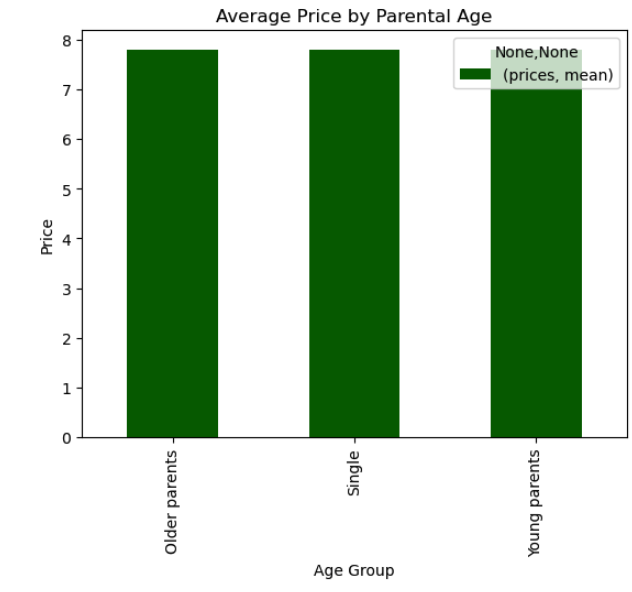 Average Price by Parental Age
None,None
(prices, mean)
8
7
6
5
4
3
2
1
0
Price
Older parents
Single
Young parents
Age Group